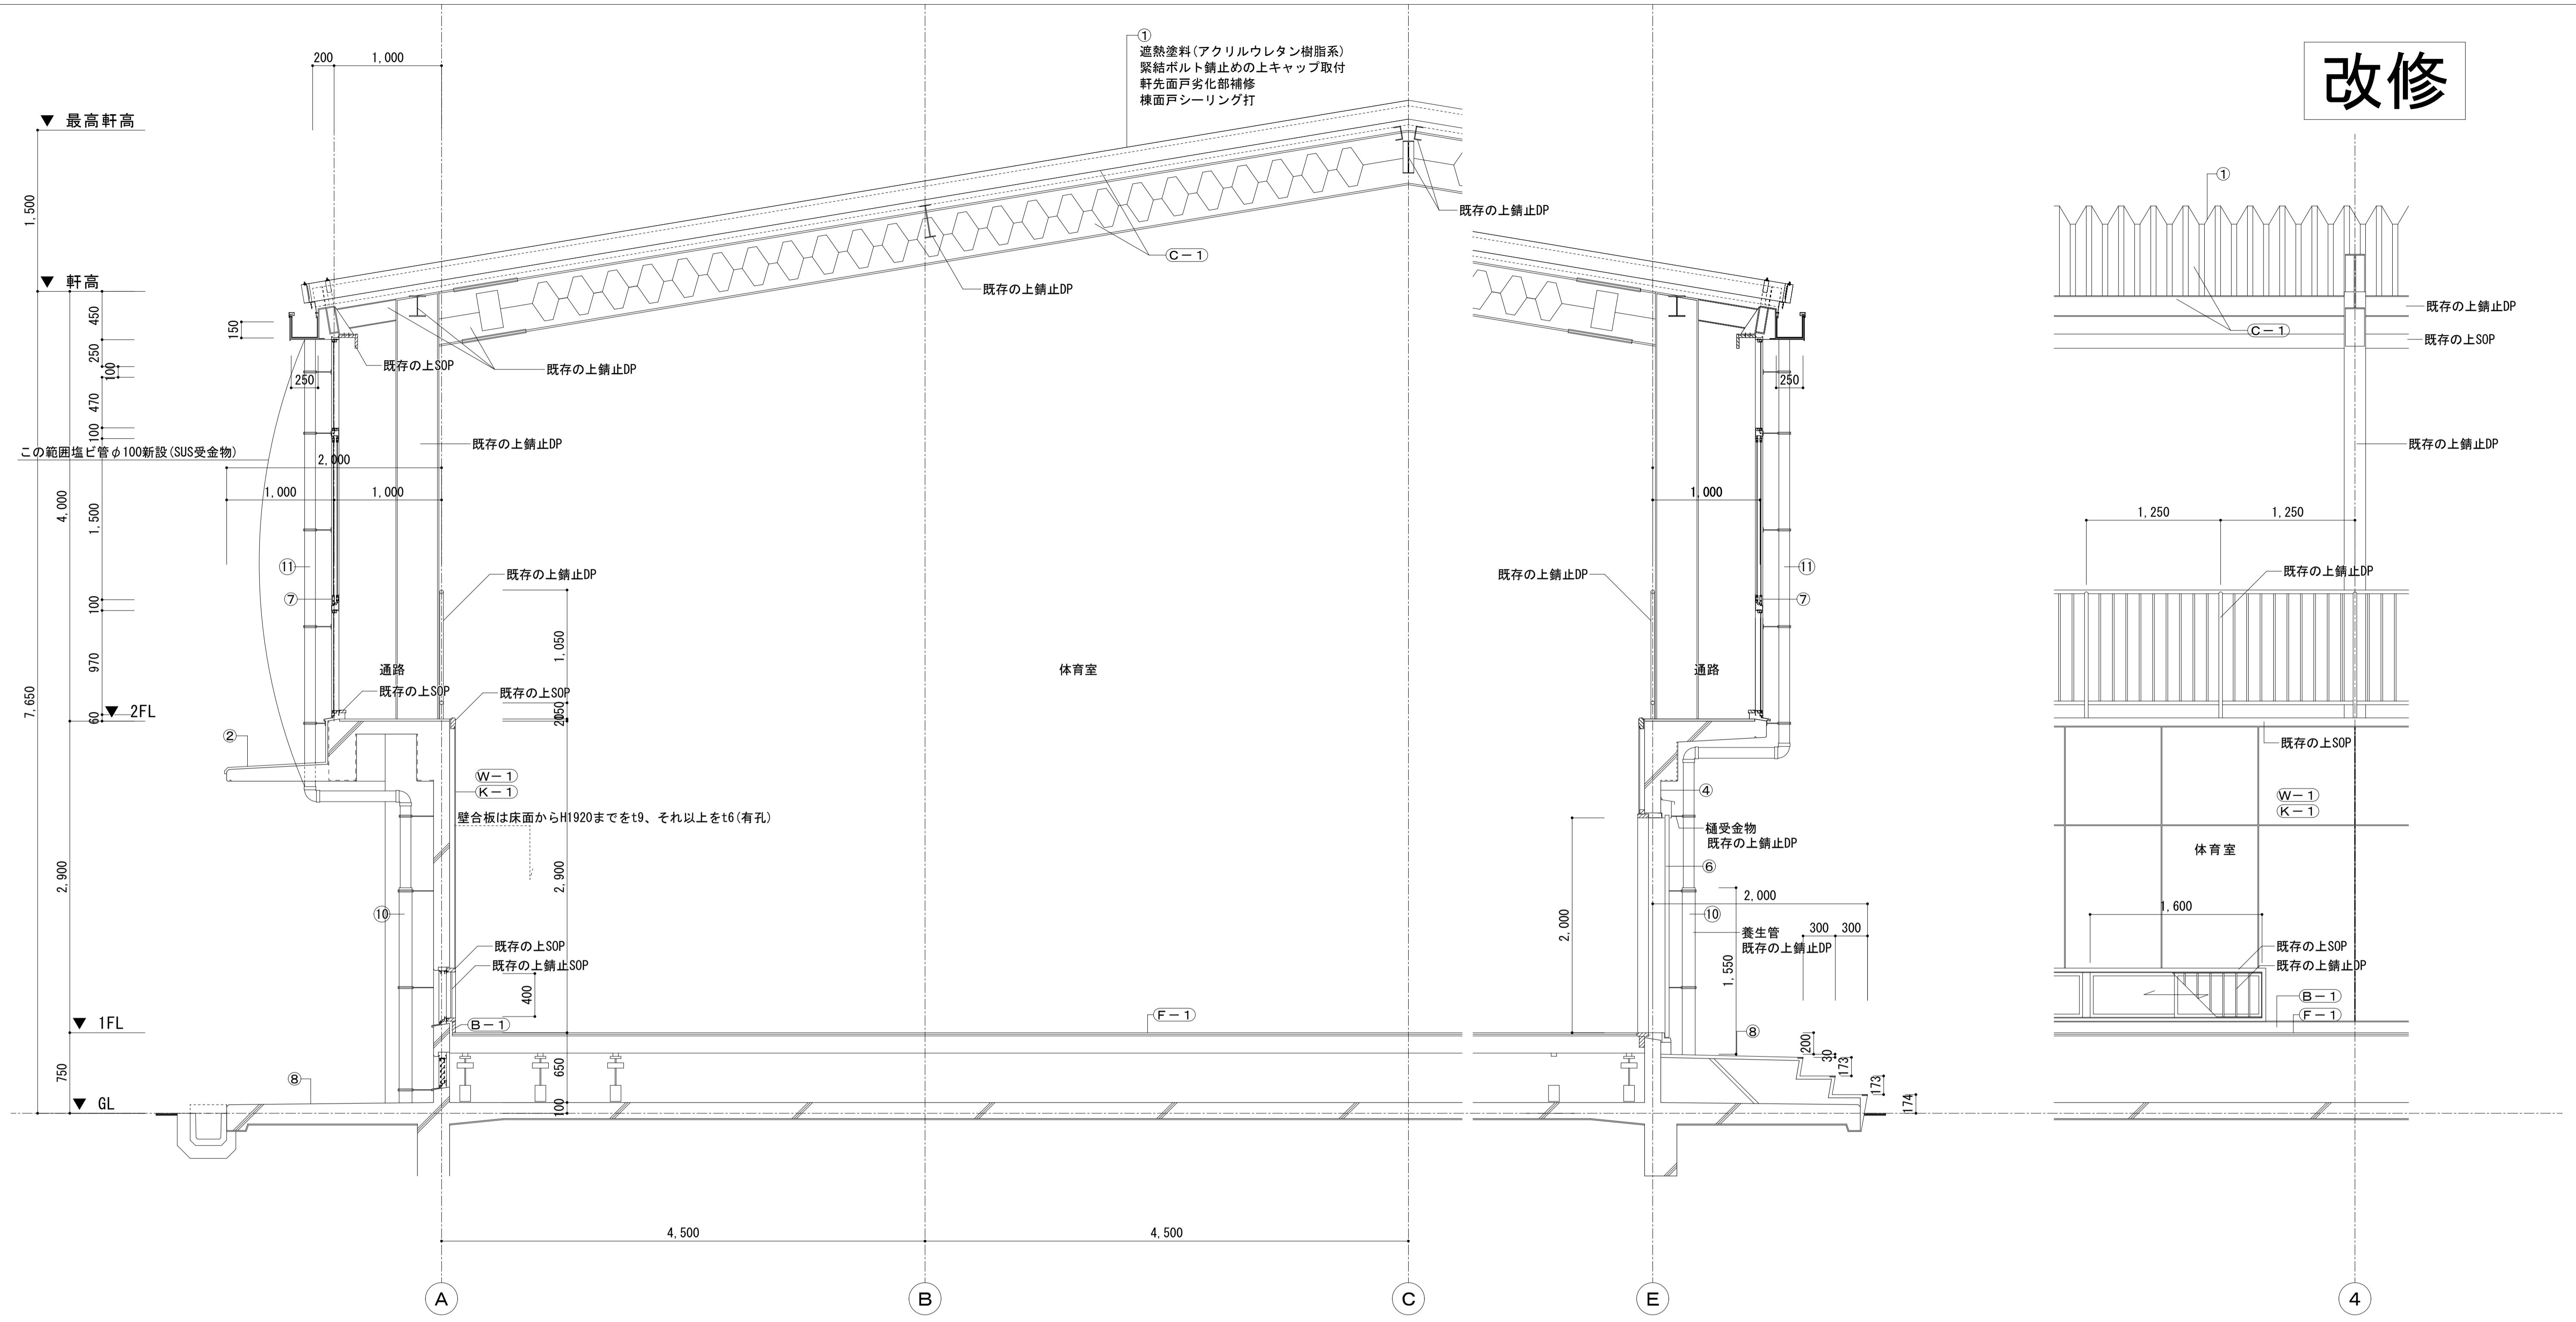 改修
①
遮熱塗料(アクリルウレタン樹脂系)
緊結ボルト錆止めの上キャップ取付
軒先面戸劣化部補修
棟面戸シーリング打
200
1,000
▼ 最高軒高
1,500
▼ 軒高
7,650
4,000
2,900
750
450
250
100
470
100
1,500
100
970
60
▼ 2FL
▼ 1FL
▼ GL
150
250
既存の上SOP
既存の上錆止DP
既存の上錆止DP
C-1
既存の上錆止DP
既存の上錆止DP
この範囲塩ビ管φ100新設(SUS受金物)
2,000
1,000
1,000
⑪
⑦
既存の上錆止DP
1,050
通路
既存の上SOP
既存の上SOP
50
20
②
W-1
K-1
壁合板は床面からH1920までをt9、それ以上をt6(有孔)
2,900
⑩
既存の上SOP
既存の上錆止SOP
400
B-1
F-1
650
100
⑧
体育室
4,500
4,500
A
B
C
E
250
1,000
既存の上錆止DP
⑪
⑦
通路
④
樋受金物
既存の上錆止DP
⑥
2,000
2,000
⑩
養生管
既存の上錆止DP
300
300
1,550
⑧
200
30
173
173
174
①
既存の上錆止DP
C-1
既存の上SOP
既存の上錆止DP
1,250
1,250
既存の上錆止DP
既存の上SOP
W-1
K-1
体育室
1,600
既存の上SOP
既存の上錆止DP
B-1
F-1
4